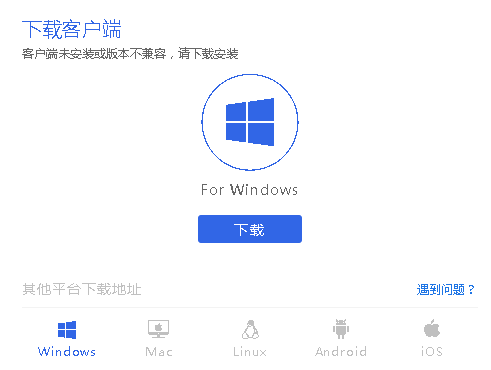 下载客户端
客户端未安装或版本不兼容，请下载安装
For Windows
下载
其他平台下载地址
遇到问题？
Windows
Mac
Linux
Android
iOS